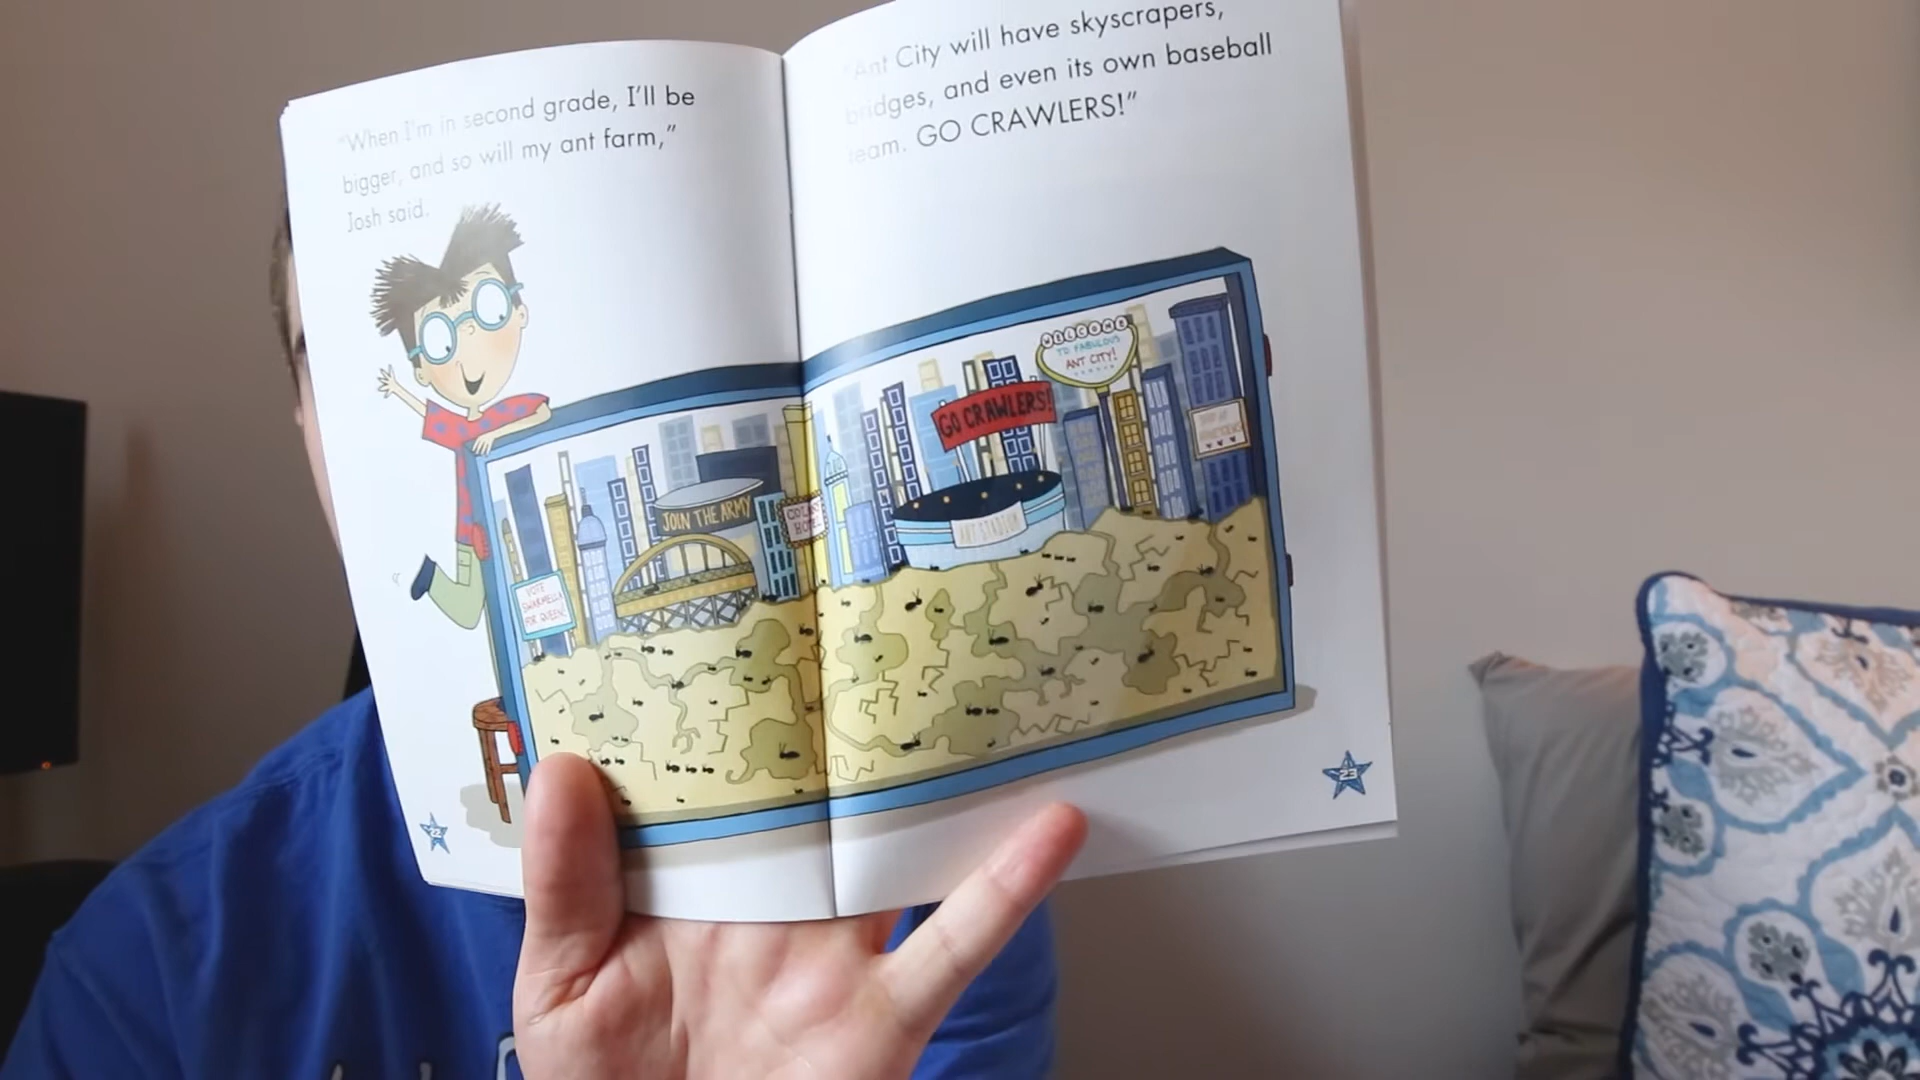 "When I'm in second grade, I'll be
bigger, and so will my ant farm,"
Josh said.
"Ant City will have skyscrapers,
bridges, and even its own baseball
team. GO CRAWLERS!"
WELCOME
TO FABULOUS
ANT CITY!
GO CRAWLERS!
JOIN THE ARMY
HOTEL
ANT STADIUM
VOTE
SWARMELLA
FOR QUEEN!
22
23